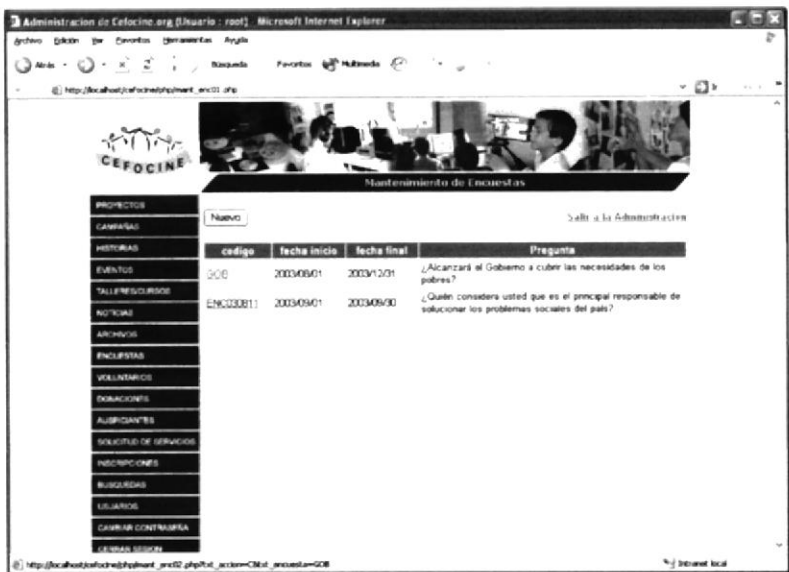 Administracion de Cefocine.org (Usuario : root) Microsoft Internet Explorer
Archivo Edición Ver Favoritos Herramientas Ayuda
Atrás Búsqueda Favoritos Multimedia
http://localhost/cefocine/php/mant_enc01.php Ir
CEFOCINE
Mantenimiento de Encuestas
PROYECTOS
CAMPAÑAS
HISTORIAS
EVENTOS
TALLERES/CURSOS
NOTICIAS
ARCHIVOS
ENCUESTAS
VOLUNTARIOS
DONACIONES
AUSPICIANTES
SOLICITUD DE SERVICIOS
INSCRIPCIONES
BUSQUEDAS
USUARIOS
CAMBIAR CONTRASEÑA
CERRAR SESION
Nuevo Salir a la Administracion
codigo fecha inicio fecha final Pregunta
GOB 2003/08/01 2003/12/31 ¿Alcanzará el Gobierno a cubrir las necesidades de los
pobres?
ENC030811 2003/09/01 2003/09/30 ¿Quién considera usted que es el principal responsable de
solucionar los problemas sociales del país?
Intranet local